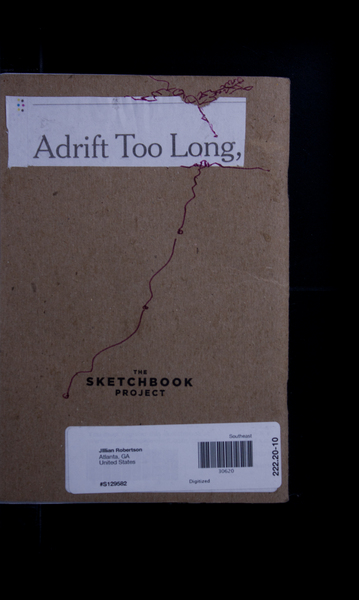 Adrift Too Long,
THE
SKETCHBOOK
PROJECT
Jillian Robertson
Atlanta, GA
United States
#S129582
Southeast
Digitized
222.20-10